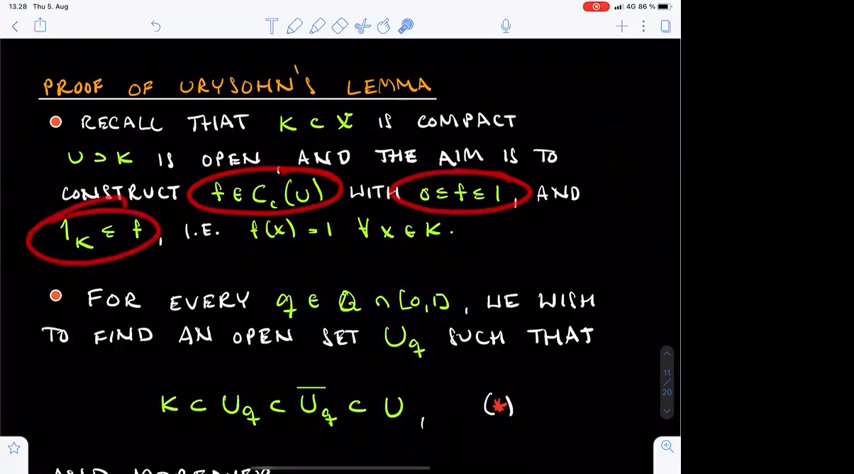 13.28 Thu 5. Aug
4G 86 %
PROOF OF URYSOHN'S LEMMA
RECALL THAT K ⊂ X IS COMPACT
U ⊃ K IS OPEN, AND THE AIM IS TO
CONSTRUCT f ∈ C_c(U) WITH 0 ≤ f ≤ 1, AND
1_K ≤ f, I.E. f(x) = 1 ∀ x ∈ K.
FOR EVERY q ∈ Q ∩ [0,1], WE WISH
TO FIND AN OPEN SET U_q SUCH THAT
K ⊂ U_q ⊂ \overline{U_q} ⊂ U, (*)
AND MOREOVER
11
/
20